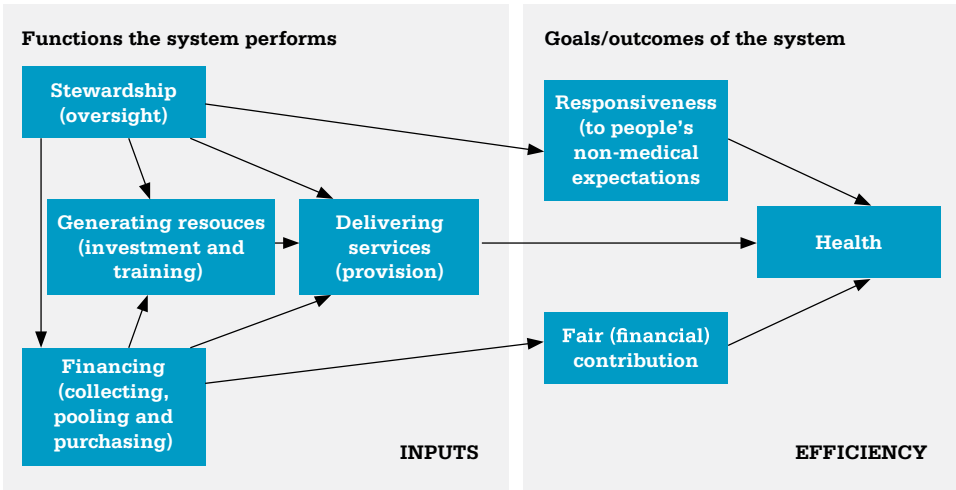 Functions the system performs
Stewardship
(oversight)
Generating resouces
(investment and
training)
Delivering
services
(provision)
Financing
(collecting,
pooling and
purchasing)
INPUTS
Goals/outcomes of the system
Responsiveness
(to people's
non-medical
expectations
Health
Fair (financial)
contribution
EFFICIENCY